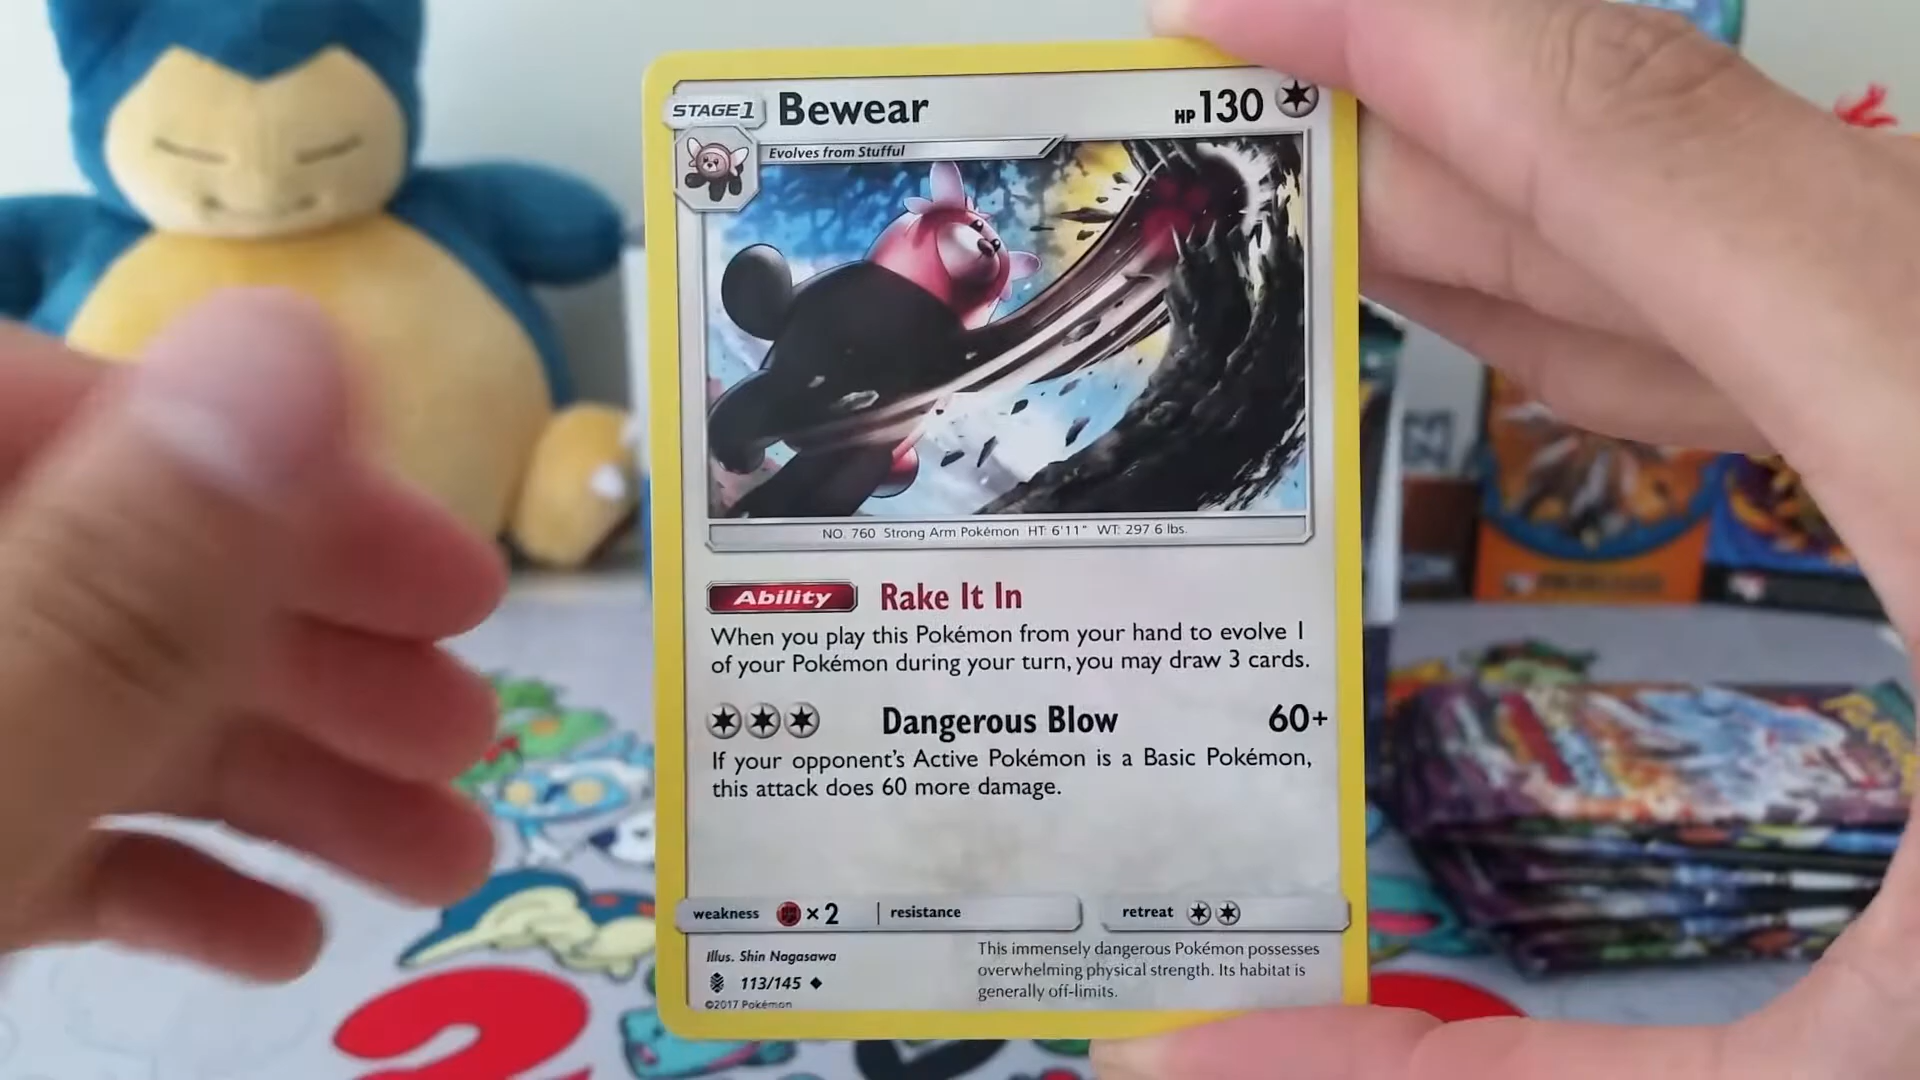 STAGE1 Bewear HP 130
Evolves from Stufful
NO. 760 Strong Arm Pokémon HT: 6'11" WT: 297.6 lbs.
Ability Rake It In
When you play this Pokémon from your hand to evolve 1
of your Pokémon during your turn, you may draw 3 cards.
Dangerous Blow 60+
If your opponent's Active Pokémon is a Basic Pokémon,
this attack does 60 more damage.
weakness ×2 resistance retreat
Illus. Shin Nagasawa
113/145
©2017 Pokémon
This immensely dangerous Pokémon possesses
overwhelming physical strength. Its habitat is
generally off-limits.